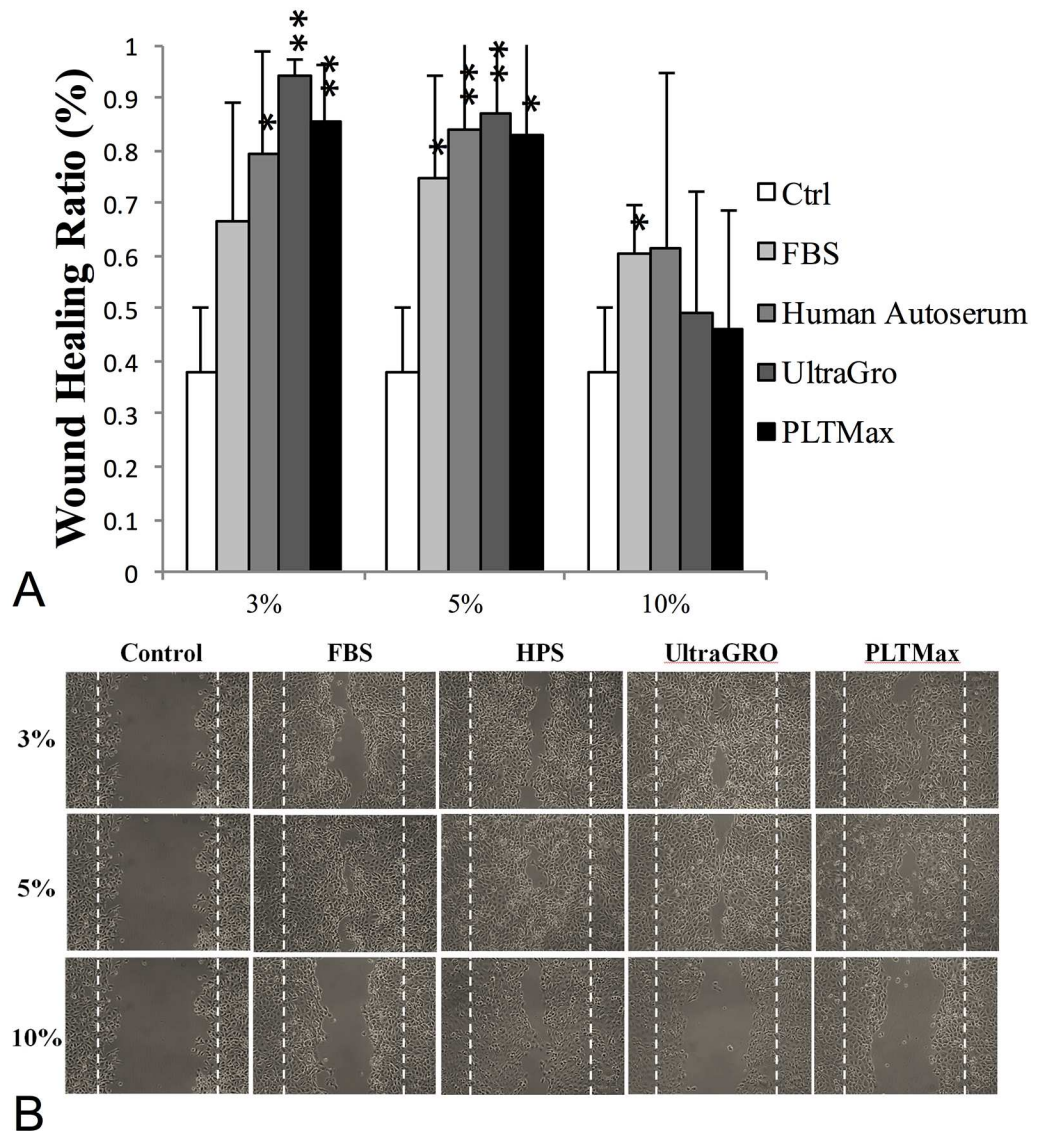 Wound Healing Ratio (%)
1
0.9
0.8
0.7
0.6
0.5
0.4
0.3
0.2
0.1
0
*
**
**
*
**
**
*
*
3% 5% 10%
Ctrl
FBS
Human Autoserum
UltraGro
PLTMax
A
Control FBS HPS UltraGRO PLTMax
3%
5%
10%
B